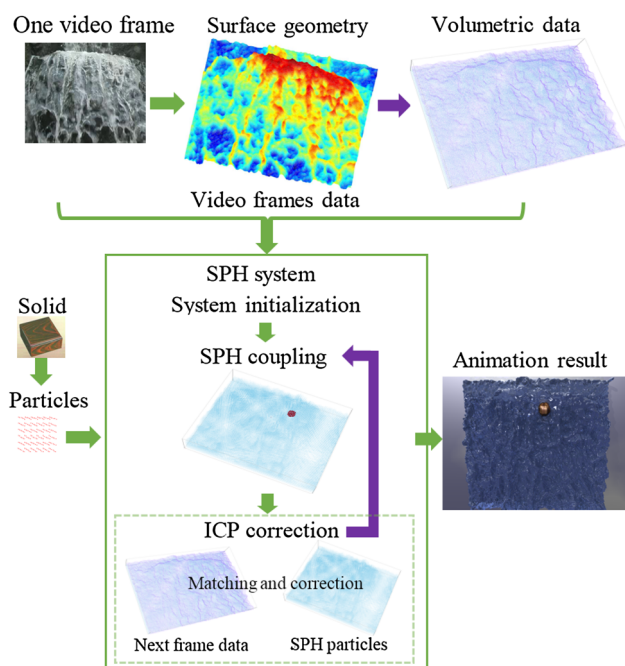 One video frame
Surface geometry
Volumetric data
Video frames data
SPH system
System initialization
Solid
SPH coupling
Animation result
Particles
ICP correction
Matching and correction
Next frame data
SPH particles